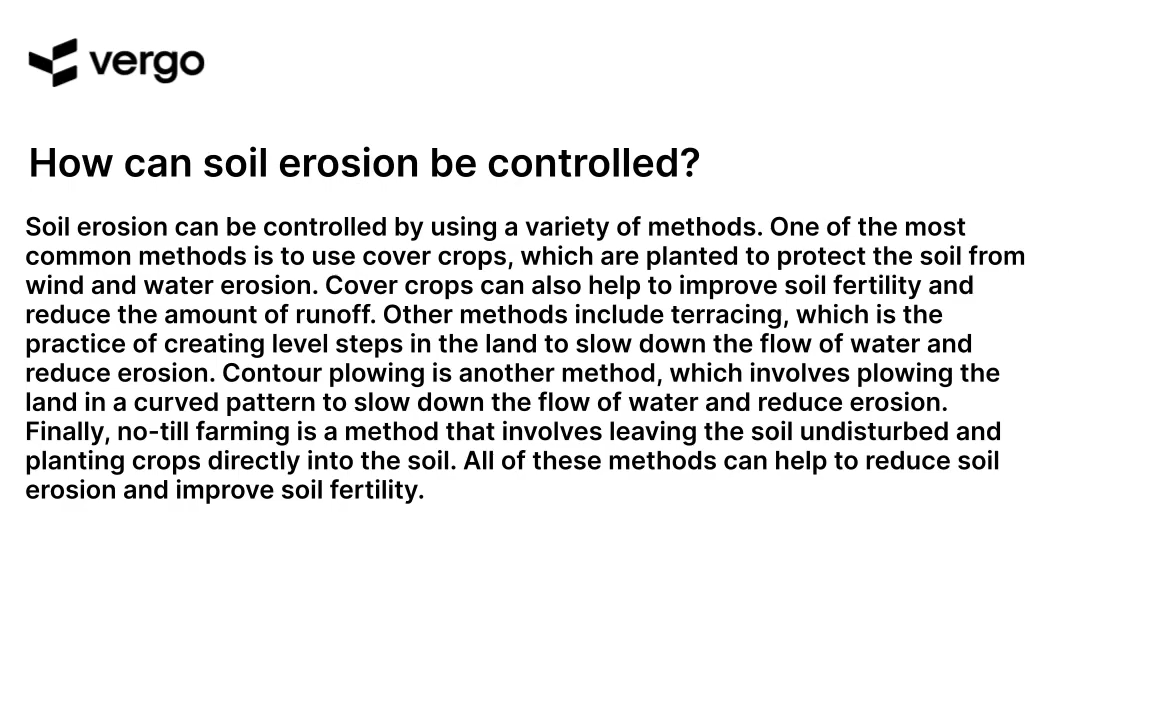 vergo
How can soil erosion be controlled?
Soil erosion can be controlled by using a variety of methods. One of the most
common methods is to use cover crops, which are planted to protect the soil from
wind and water erosion. Cover crops can also help to improve soil fertility and
reduce the amount of runoff. Other methods include terracing, which is the
practice of creating level steps in the land to slow down the flow of water and
reduce erosion. Contour plowing is another method, which involves plowing the
land in a curved pattern to slow down the flow of water and reduce erosion.
Finally, no-till farming is a method that involves leaving the soil undisturbed and
planting crops directly into the soil. All of these methods can help to reduce soil
erosion and improve soil fertility.